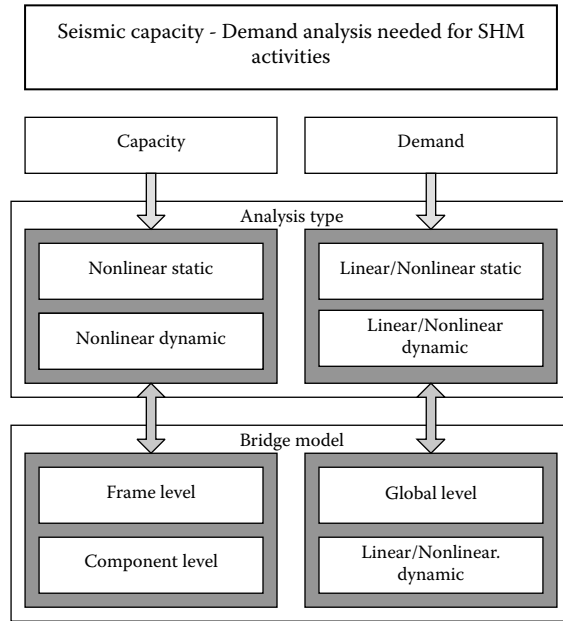 Seismic capacity - Demand analysis needed for SHM
activities
Capacity
Demand
Analysis type
Nonlinear static
Linear/Nonlinear static
Nonlinear dynamic
Linear/Nonlinear
dynamic
Bridge model
Frame level
Global level
Component level
Linear/Nonlinear.
dynamic